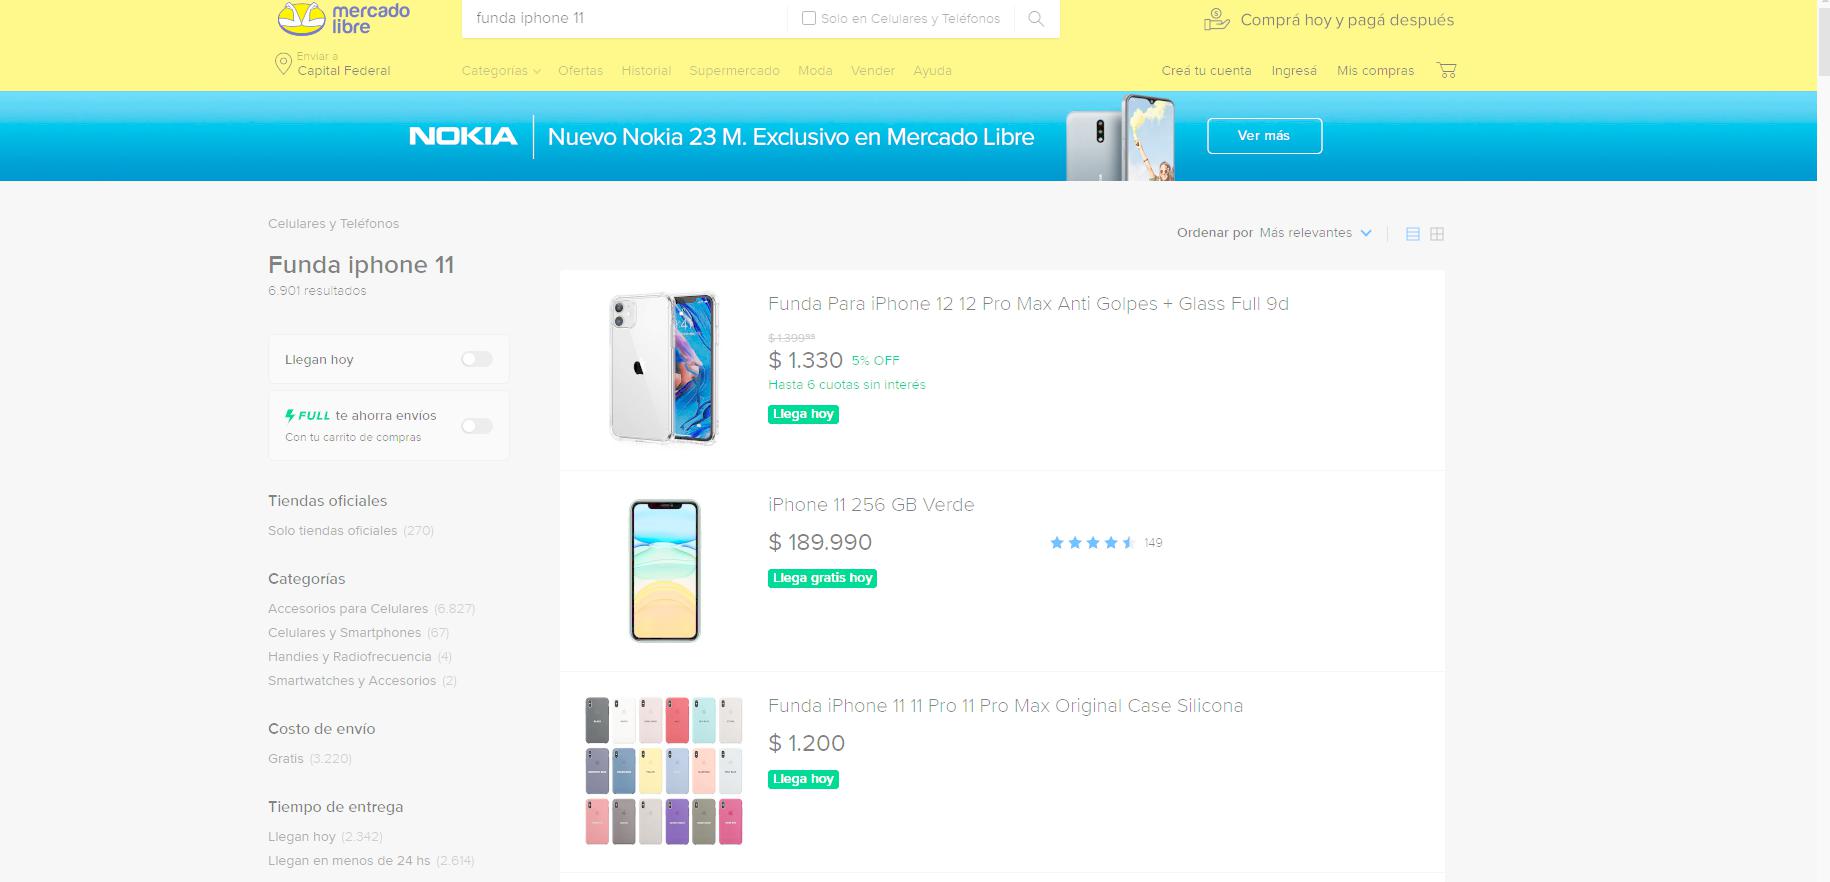 mercado
libre
funda iphone 11
Solo en Celulares y Teléfonos
Comprá hoy y pagá después
Enviar a
Capital Federal
Categorías
Ofertas
Historial
Supermercado
Moda
Vender
Ayuda
Creá tu cuenta
Ingresá
Mis compras
NOKIA
Nuevo Nokia 23 M. Exclusivo en Mercado Libre
Ver más
Celulares y Teléfonos
Funda iphone 11
6.901 resultados
Llegan hoy
FULL te ahorra envíos
Con tu carrito de compras
Tiendas oficiales
Solo tiendas oficiales (270)
Categorías
Accesorios para Celulares (6.827)
Celulares y Smartphones (67)
Handies y Radiofrecuencia (4)
Smartwatches y Accesorios (2)
Costo de envío
Gratis (3.220)
Tiempo de entrega
Llegan hoy (2.342)
Llegan en menos de 24 hs (2.614)
Ordenar por Más relevantes
Funda Para iPhone 12 12 Pro Max Anti Golpes + Glass Full 9d
$ 1.399
$ 1.330 5% OFF
Hasta 6 cuotas sin interés
Llega hoy
iPhone 11 256 GB Verde
$ 189.990
149
Llega gratis hoy
Funda iPhone 11 11 Pro 11 Pro Max Original Case Silicona
$ 1.200
Llega hoy